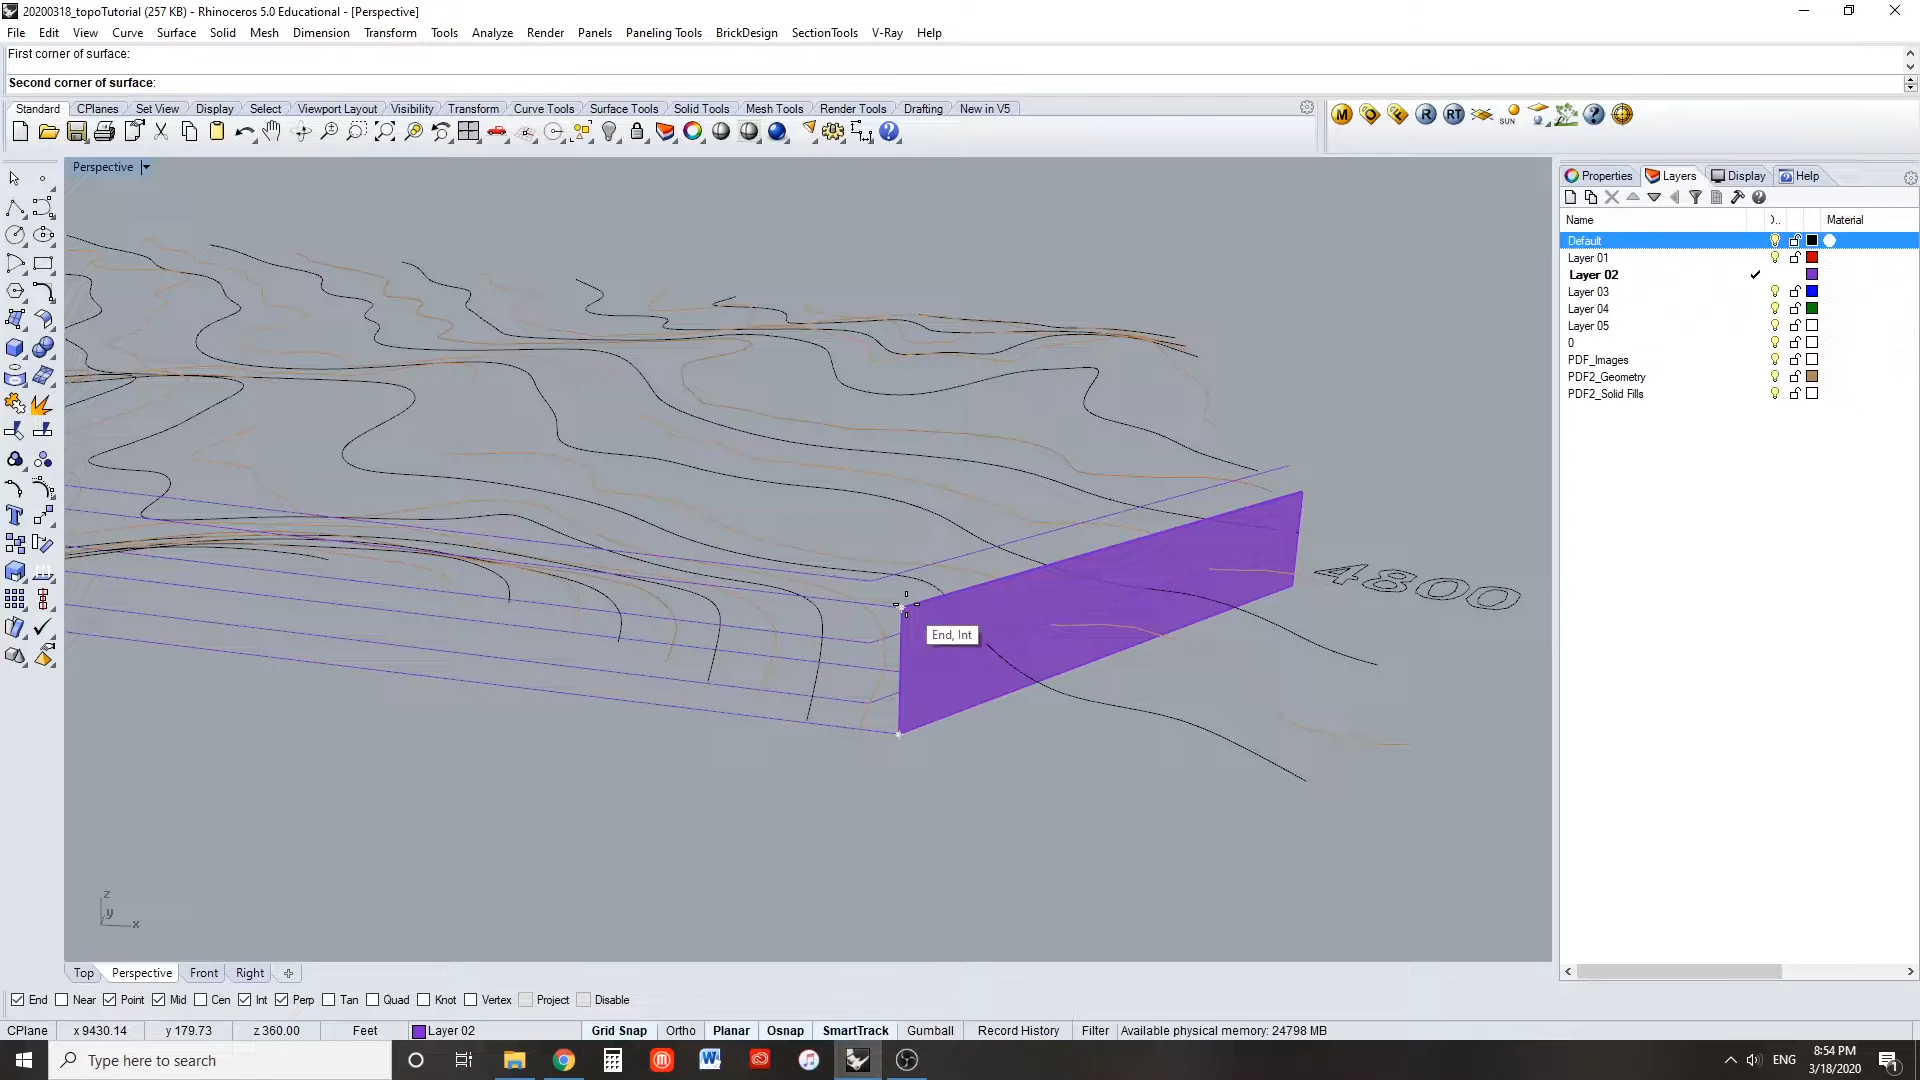 20200318_topoTutorial (257 KB) - Rhinoceros 5.0 Educational - [Perspective]
File Edit View Curve Surface Solid Mesh Dimension Transform Tools Analyze Render Panels Paneling Tools BrickDesign SectionTools V-Ray Help
First corner of surface:
Second corner of surface:
Standard CPlanes Set View Display Select Viewport Layout Visibility Transform Curve Tools Surface Tools Solid Tools Mesh Tools Render Tools Drafting New in V5
M R RT SUN
Perspective
Properties Layers Display Help
Name Material
Default
Layer 01
Layer 02
Layer 03
Layer 04
Layer 05
0
PDF_Images
PDF2_Geometry
PDF2_Solid Fills
4800
End, Int
z
y
x
Top Perspective Front Right
End Near Point Mid Cen Int Perp Tan Quad Knot Vertex Project Disable
CPlane x 9430.14 y 179.73 z 360.00 Feet Layer 02 Grid Snap Ortho Planar Osnap SmartTrack Gumball Record History Filter Available physical memory: 24798 MB
Type here to search
ENG
8:54 PM
3/18/2020
1